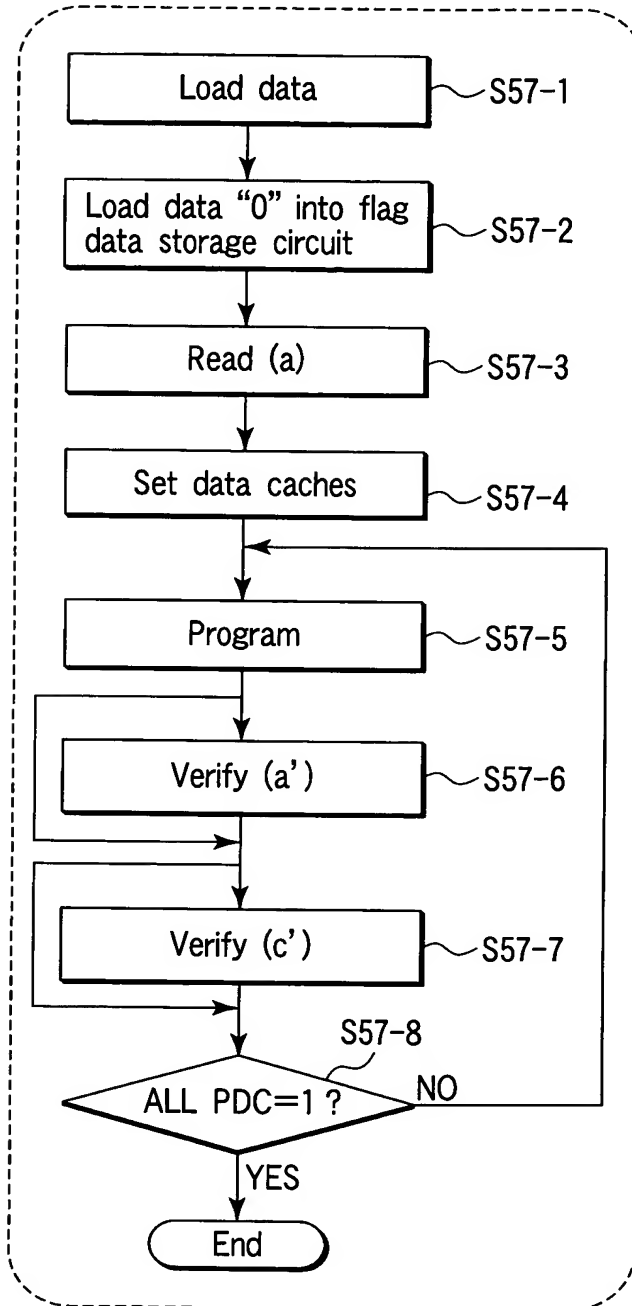 Load data
S57-1
Load data “0” into flag
data storage circuit
S57-2
Read (a)
S57-3
Set data caches
S57-4
Program
S57-5
Verify (a’)
S57-6
Verify (c’)
S57-7
S57-8
ALL PDC=1 ?
NO
YES
End